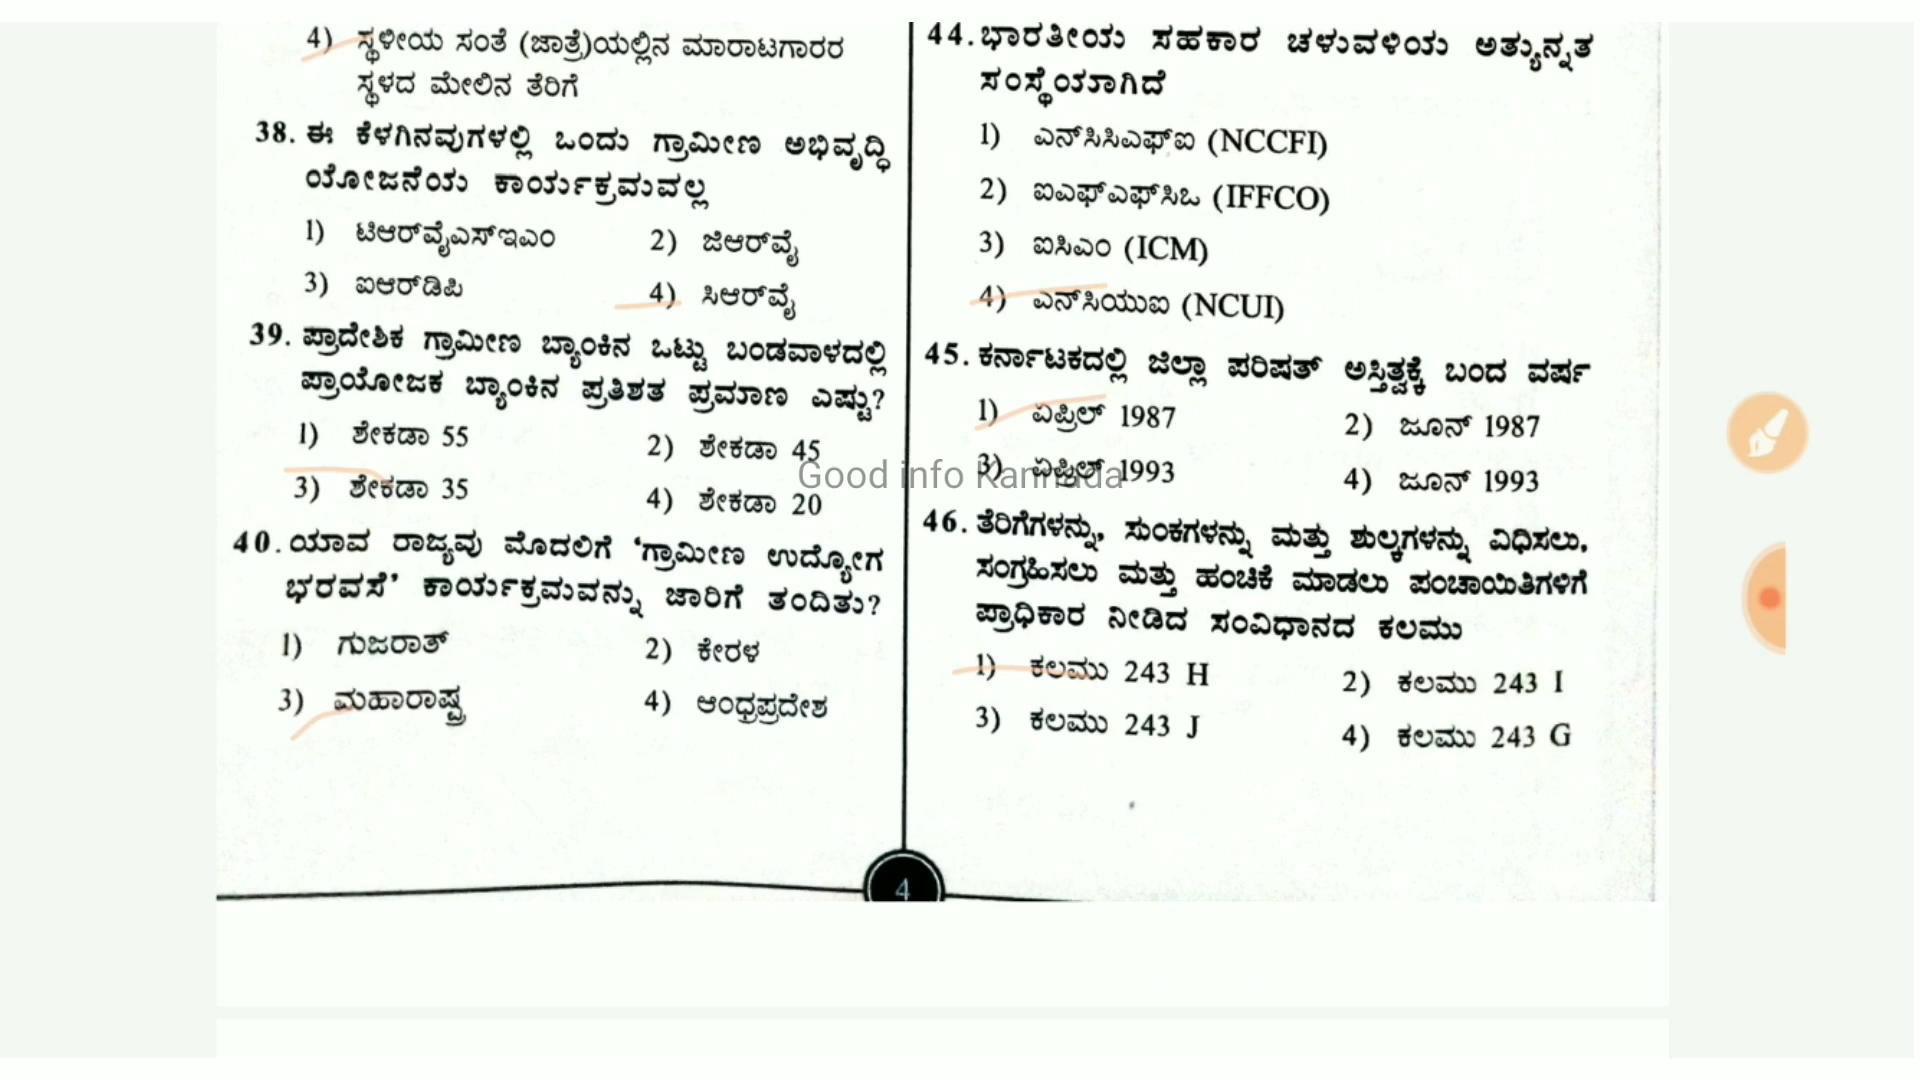 4) ಸ್ಥಳೀಯ ಸಂತೆ (ಜಾತ್ರೆ)ಯಲ್ಲಿನ ಮಾರಾಟಗಾರರ
ಸ್ಥಳದ ಮೇಲಿನ ತೆರಿಗೆ
38. ಈ ಕೆಳಗಿನವುಗಳಲ್ಲಿ ಒಂದು ಗ್ರಾಮೀಣ ಅಭಿವೃದ್ಧಿ
ಯೋಜನೆಯ ಕಾರ್ಯಕ್ರಮವಲ್ಲ
1) ಟಿಆರ್‌ವೈಎಸ್‌ಇಎಂ 2) ಜಿಆರ್‌ವೈ
3) ಐಆರ್‌ಡಿಪಿ 4) ಸಿಆರ್‌ವೈ
39. ಪ್ರಾದೇಶಿಕ ಗ್ರಾಮೀಣ ಬ್ಯಾಂಕಿನ ಒಟ್ಟು ಬಂಡವಾಳದಲ್ಲಿ
ಪ್ರಾಯೋಜಕ ಬ್ಯಾಂಕಿನ ಪ್ರತಿಶತ ಪ್ರಮಾಣ ಎಷ್ಟು?
1) ಶೇಕಡಾ 55 2) ಶೇಕಡಾ 45
3) ಶೇಕಡಾ 35 4) ಶೇಕಡಾ 20
40. ಯಾವ ರಾಜ್ಯವು ಮೊದಲಿಗೆ ‘ಗ್ರಾಮೀಣ ಉದ್ಯೋಗ
ಭರವಸೆ’ ಕಾರ್ಯಕ್ರಮವನ್ನು ಜಾರಿಗೆ ತಂದಿತು?
1) ಗುಜರಾತ್ 2) ಕೇರಳ
3) ಮಹಾರಾಷ್ಟ್ರ 4) ಆಂಧ್ರಪ್ರದೇಶ
44. ಭಾರತೀಯ ಸಹಕಾರ ಚಳುವಳಿಯ ಅತ್ಯುನ್ನತ
ಸಂಸ್ಥೆಯಾಗಿದೆ
1) ಎನ್‌ಸಿಸಿಎಫ್‌ಐ (NCCFI)
2) ಐಎಫ್‌ಎಫ್‌ಸಿಒ (IFFCO)
3) ಐಸಿಎಂ (ICM)
4) ಎನ್‌ಸಿಯುಐ (NCUI)
45. ಕರ್ನಾಟಕದಲ್ಲಿ ಜಿಲ್ಲಾ ಪರಿಷತ್ ಅಸ್ತಿತ್ವಕ್ಕೆ ಬಂದ ವರ್ಷ
1) ಏಪ್ರಿಲ್ 1987 2) ಜೂನ್ 1987
3) ಏಪ್ರಿಲ್ 1993 4) ಜೂನ್ 1993
46. ತೆರಿಗೆಗಳನ್ನು, ಸುಂಕಗಳನ್ನು ಮತ್ತು ಶುಲ್ಕಗಳನ್ನು ವಿಧಿಸಲು,
ಸಂಗ್ರಹಿಸಲು ಮತ್ತು ಹಂಚಿಕೆ ಮಾಡಲು ಪಂಚಾಯಿತಿಗಳಿಗೆ
ಪ್ರಾಧಿಕಾರ ನೀಡಿದ ಸಂವಿಧಾನದ ಕಲಮು
1) ಕಲಮು 243 H 2) ಕಲಮು 243 I
3) ಕಲಮು 243 J 4) ಕಲಮು 243 G
Good info Kannada
4